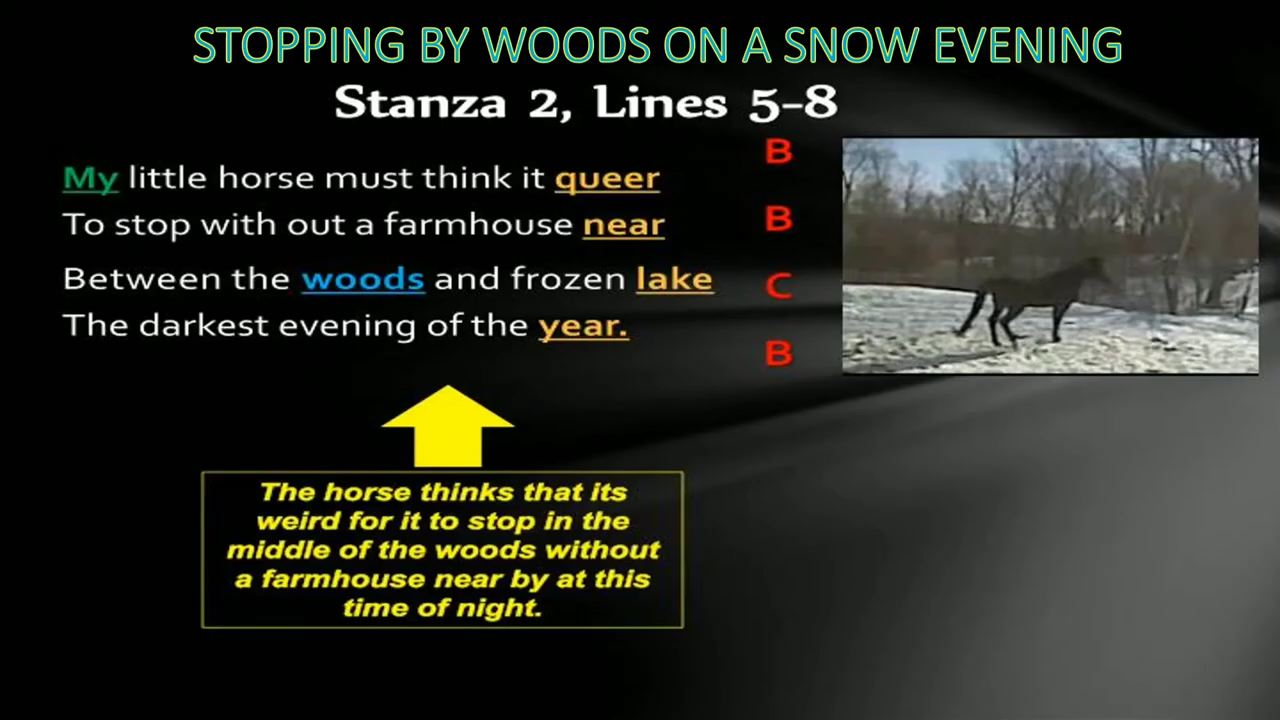 STOPPING BY WOODS ON A SNOW EVENING
Stanza 2, Lines 5-8
My little horse must think it queer
B
To stop with out a farmhouse near
B
Between the woods and frozen lake
C
The darkest evening of the year.
B
The horse thinks that its
weird for it to stop in the
middle of the woods without
a farmhouse near by at this
time of night.